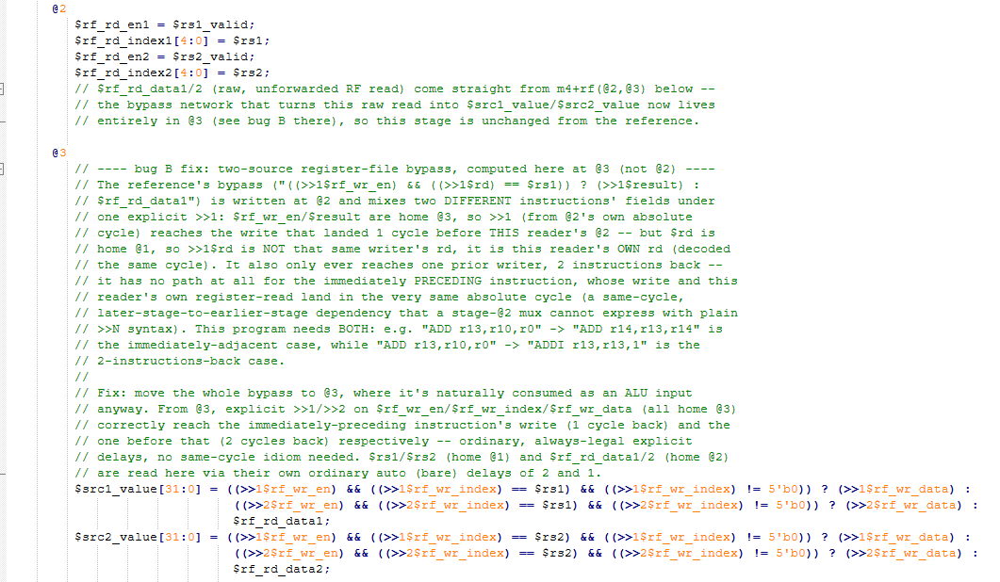 @2
$rf_rd_en1 = $rs1_valid;
$rf_rd_index1[4:0] = $rs1;
$rf_rd_en2 = $rs2_valid;
$rf_rd_index2[4:0] = $rs2;
// $rf_rd_data1/2 (raw, unforwarded RF read) come straight from m4+rf(@2,@3) below --
// the bypass network that turns this raw read into $src1_value/$src2_value now lives
// entirely in @3 (see bug B there), so this stage is unchanged from the reference.
@3
// ---- bug B fix: two-source register-file bypass, computed here at @3 (not @2) ----
// The reference's bypass ("((>>1$rf_wr_en) && ((>>1$rd) == $rs1)) ? (>>1$result) :
// $rf_rd_data1") is written at @2 and mixes two DIFFERENT instructions' fields under
// one explicit >>1: $rf_wr_en/$result are home @3, so >>1 (from @2's own absolute
// cycle) reaches the write that landed 1 cycle before THIS reader's @2 -- but $rd is
// home @1, so >>1$rd is NOT that same writer's rd, it is this reader's OWN rd (decoded
// the same cycle). It also only ever reaches one prior writer, 2 instructions back --
// it has no path at all for the immediately PRECEDING instruction, whose write and this
// reader's own register-read land in the very same absolute cycle (a same-cycle,
// later-stage-to-earlier-stage dependency that a stage-@2 mux cannot express with plain
// >>N syntax). This program needs BOTH: e.g. "ADD r13,r10,r0" -> "ADD r14,r13,r14" is
// the immediately-adjacent case, while "ADD r13,r10,r0" -> "ADDI r13,r13,1" is the
// 2-instructions-back case.
//
// Fix: move the whole bypass to @3, where it's naturally consumed as an ALU input
// anyway. From @3, explicit >>1/>>2 on $rf_wr_en/$rf_wr_index/$rf_wr_data (all home @3)
// correctly reach the immediately-preceding instruction's write (1 cycle back) and the
// one before that (2 cycles back) respectively -- ordinary, always-legal explicit
// delays, no same-cycle idiom needed. $rs1/$rs2 (home @1) and $rf_rd_data1/2 (home @2)
// are read here via their own ordinary auto (bare) delays of 2 and 1.
$src1_value[31:0] = ((>>1$rf_wr_en) && ((>>1$rf_wr_index) == $rs1) && ((>>1$rf_wr_index) != 5'b0)) ? (>>1$rf_wr_data) :
((>>2$rf_wr_en) && ((>>2$rf_wr_index) == $rs1) && ((>>2$rf_wr_index) != 5'b0)) ? (>>2$rf_wr_data) :
$rf_rd_data1;
$src2_value[31:0] = ((>>1$rf_wr_en) && ((>>1$rf_wr_index) == $rs2) && ((>>1$rf_wr_index) != 5'b0)) ? (>>1$rf_wr_data) :
((>>2$rf_wr_en) && ((>>2$rf_wr_index) == $rs2) && ((>>2$rf_wr_index) != 5'b0)) ? (>>2$rf_wr_data) :
$rf_rd_data2;